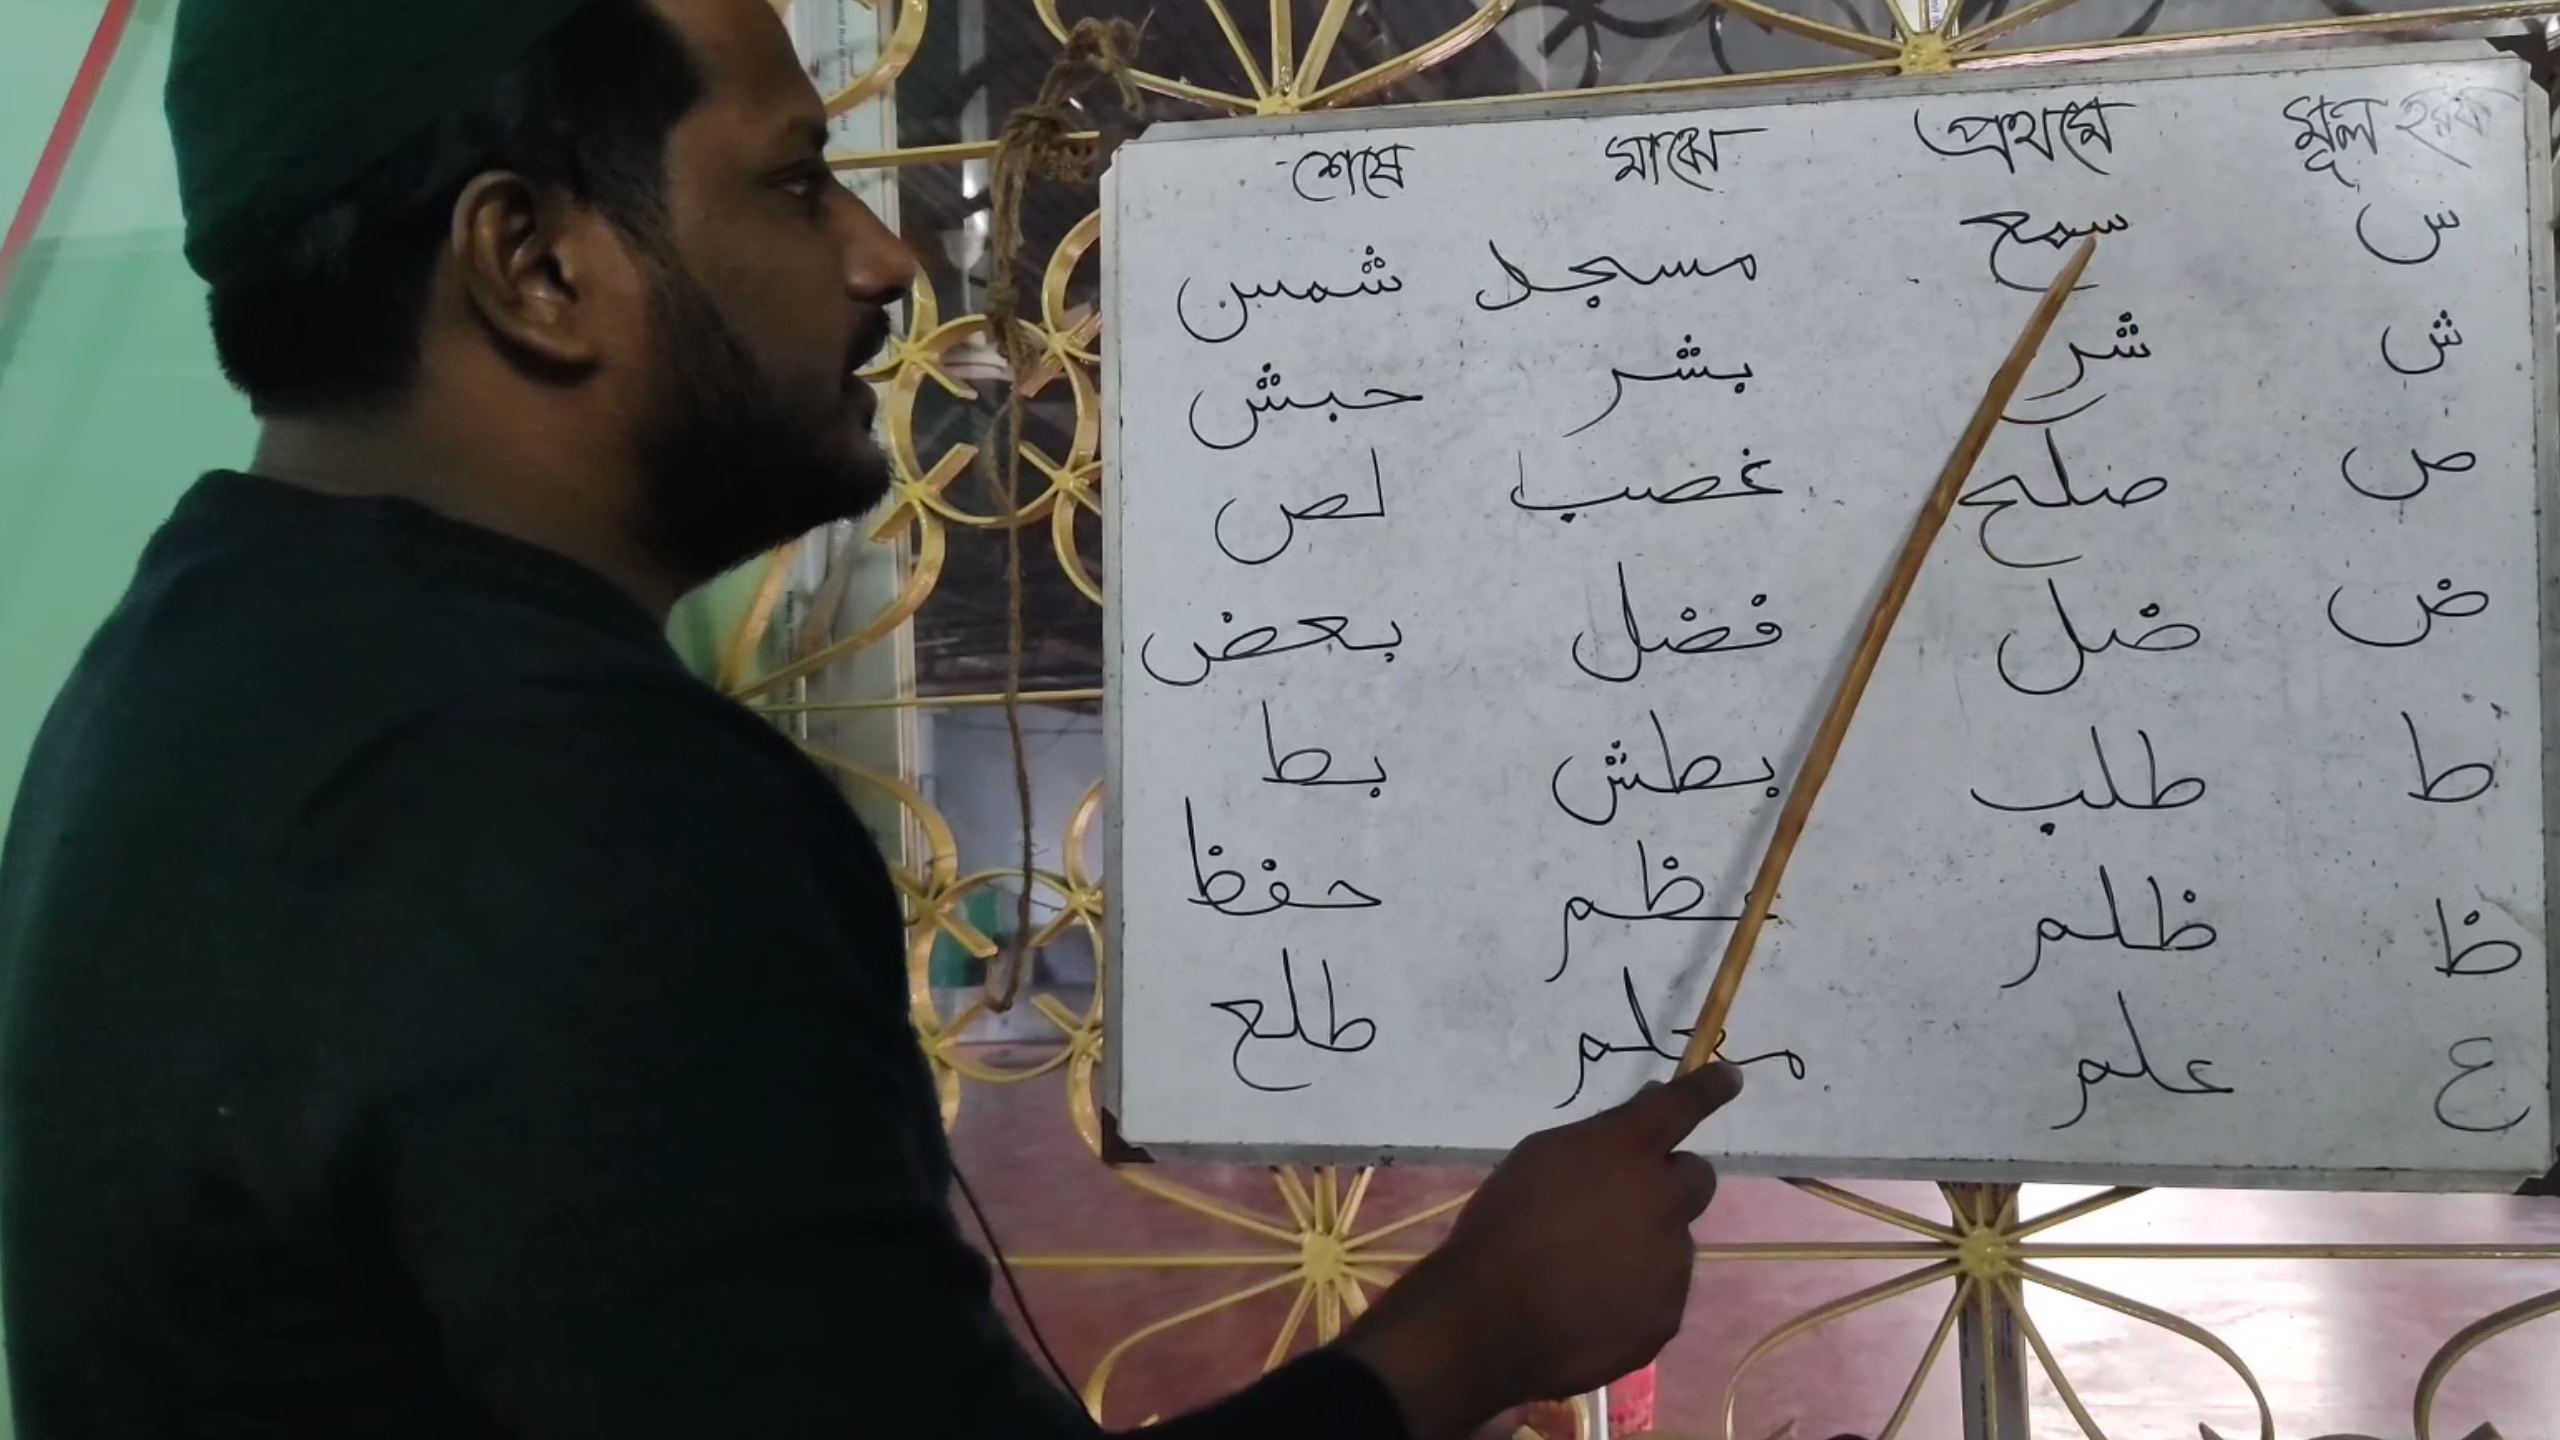 মূল হরফ প্রথমে মাঝে শেষে
س سمع مسجد شمس
ش شر بشر حبش
ص صلح غصب لص
ض ضل فضل بعض
ط طلب بطش بط
ظ ظلم عظم حفظ
ع علم معلم طلع